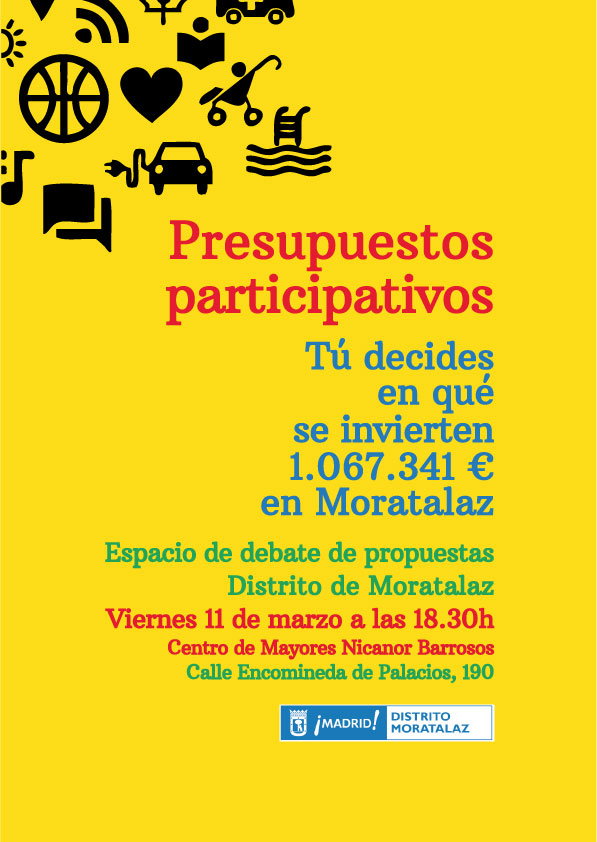 Presupuestos
participativos
Tú decides
en qué
se invierten
1.067.341 €
en Moratalaz
Espacio de debate de propuestas
Distrito de Moratalaz
Viernes 11 de marzo a las 18.30h
Centro de Mayores Nicanor Barrosos
Calle Encomineda de Palacios, 190
¡MADRID!
DISTRITO
MORATALAZ